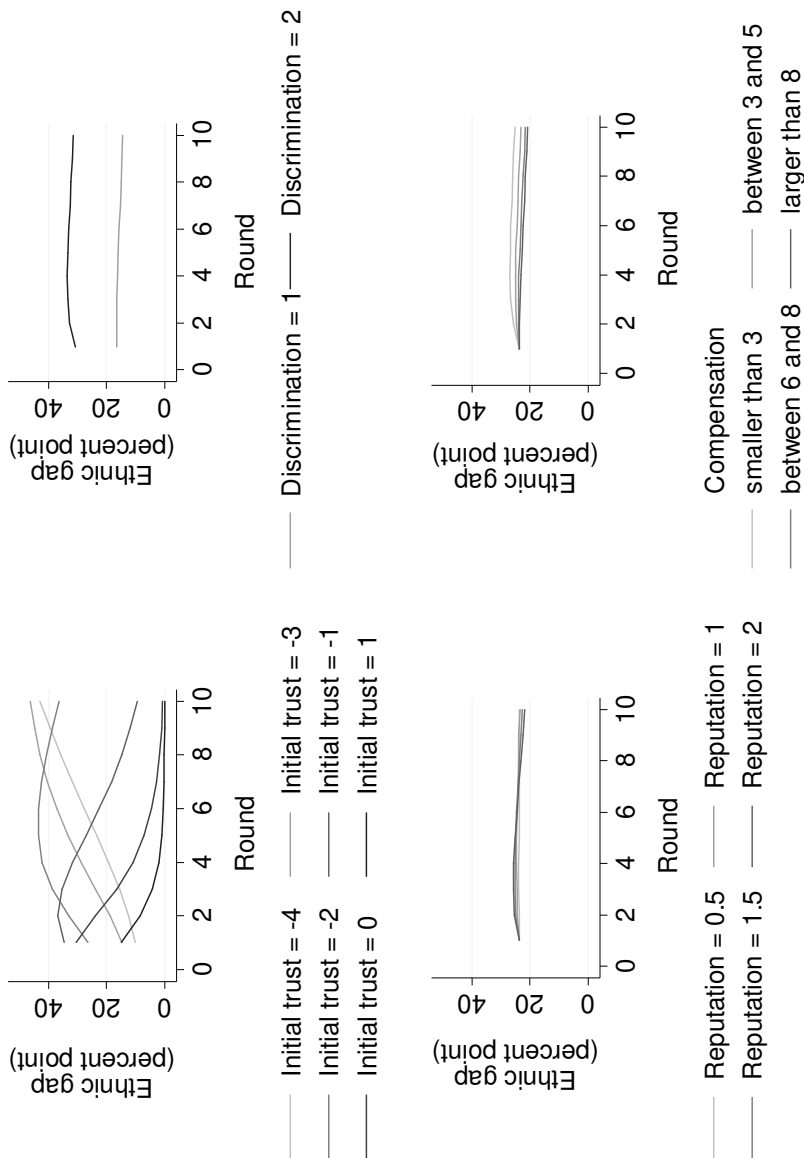 Ethnic gap
(percent point)
40
20
0
0 2 4 6 8 10
Round
Initial trust = -4
Initial trust = -3
Initial trust = -2
Initial trust = -1
Initial trust = 0
Initial trust = 1
Ethnic gap
(percent point)
40
20
0
0 2 4 6 8 10
Round
Discrimination = 1
Discrimination = 2
Ethnic gap
(percent point)
40
20
0
0 2 4 6 8 10
Round
Reputation = 0.5
Reputation = 1
Reputation = 1.5
Reputation = 2
Ethnic gap
(percent point)
40
20
0
0 2 4 6 8 10
Round
Compensation
smaller than 3
between 3 and 5
between 6 and 8
larger than 8